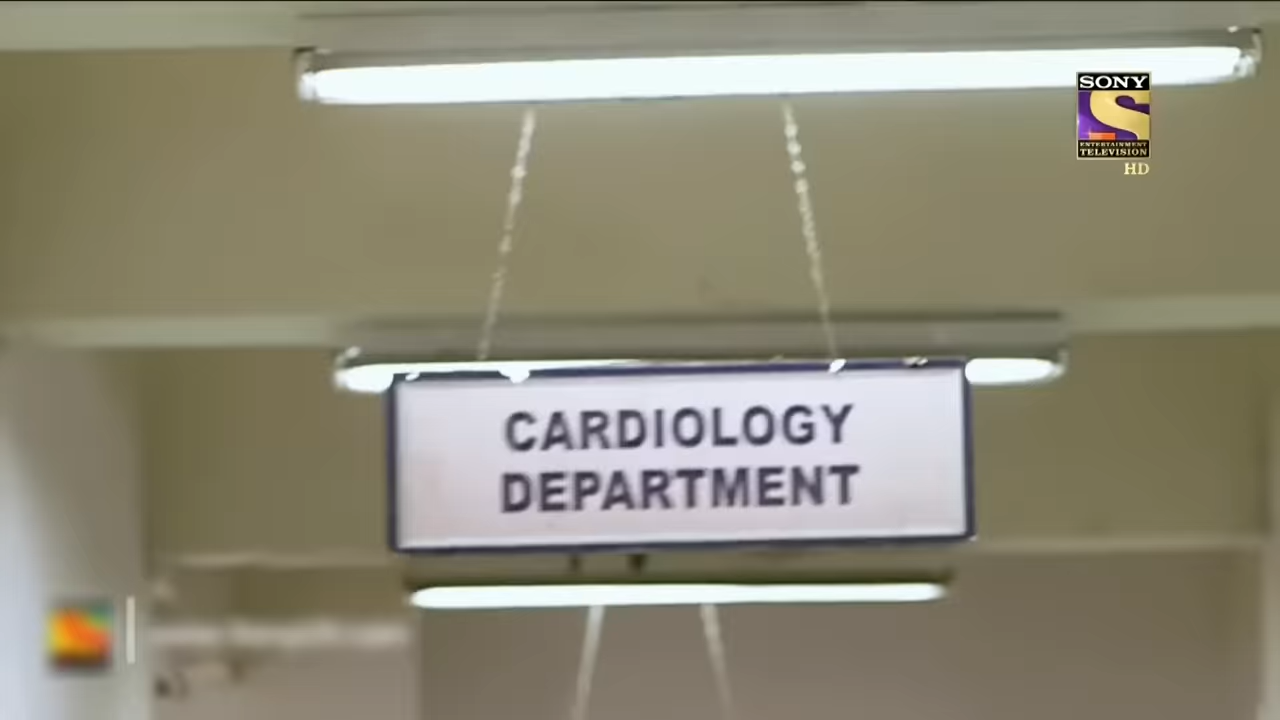 SONY
ENTERTAINMENT
TELEVISION
HD
CARDIOLOGY
DEPARTMENT